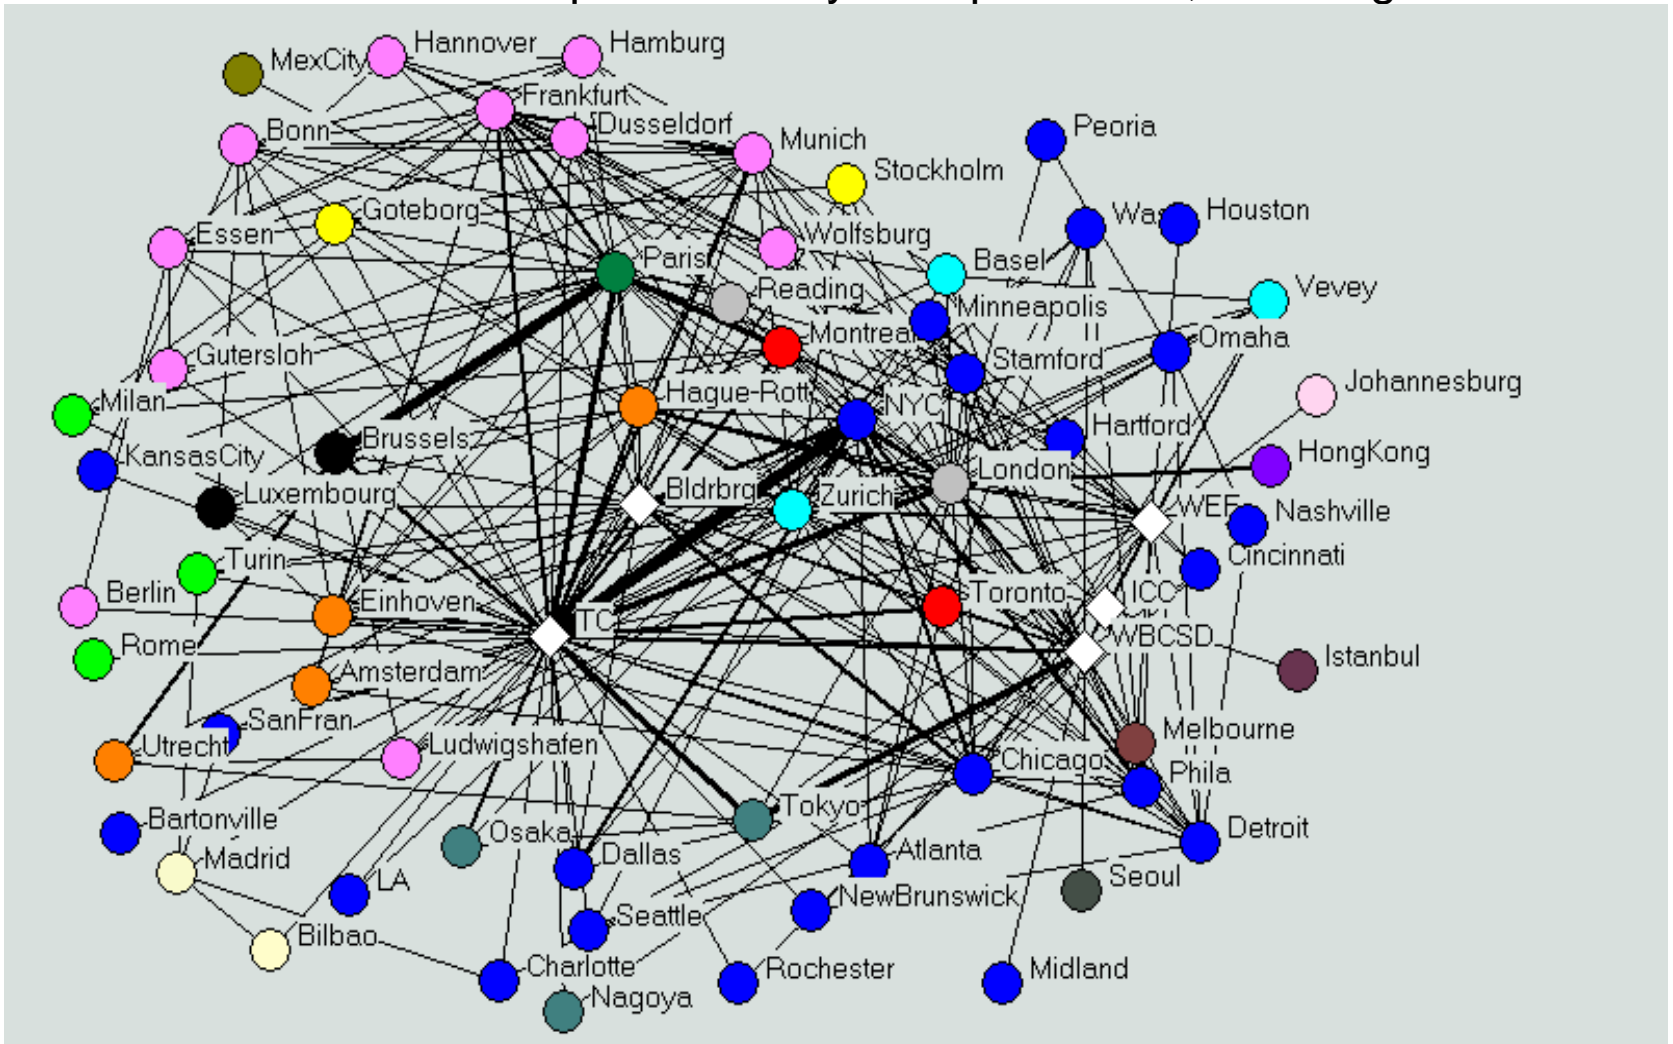 MexCity
Hannover
Hamburg
Frankfurt
Bonn
Dusseldorf
Munich
Peoria
Stockholm
Goteborg
Essen
Wolfsburg
Houston
Paris
Reading
Basel
Vevey
Minneapolis
Montreal
Omaha
Gutersloh
Stamford
Johannesburg
Milan
Hague-Rott
NYC
Hartford
Brussels
KansasCity
London
HongKong
Luxembourg
Bldrbrg
Zurich
WEF
Nashville
Turin
Cincinnati
Berlin
Einhoven
TC
Toronto
ICC
Rome
WBCSD
Istanbul
Amsterdam
SanFran
Utrecht
Ludwigshafen
Melbourne
Chicago
Phila
Bartonville
Osaka
Tokyo
Detroit
Madrid
Dallas
Atlanta
LA
Seoul
NewBrunswick
Seattle
Bilbao
Charlotte
Rochester
Midland
Nagoya